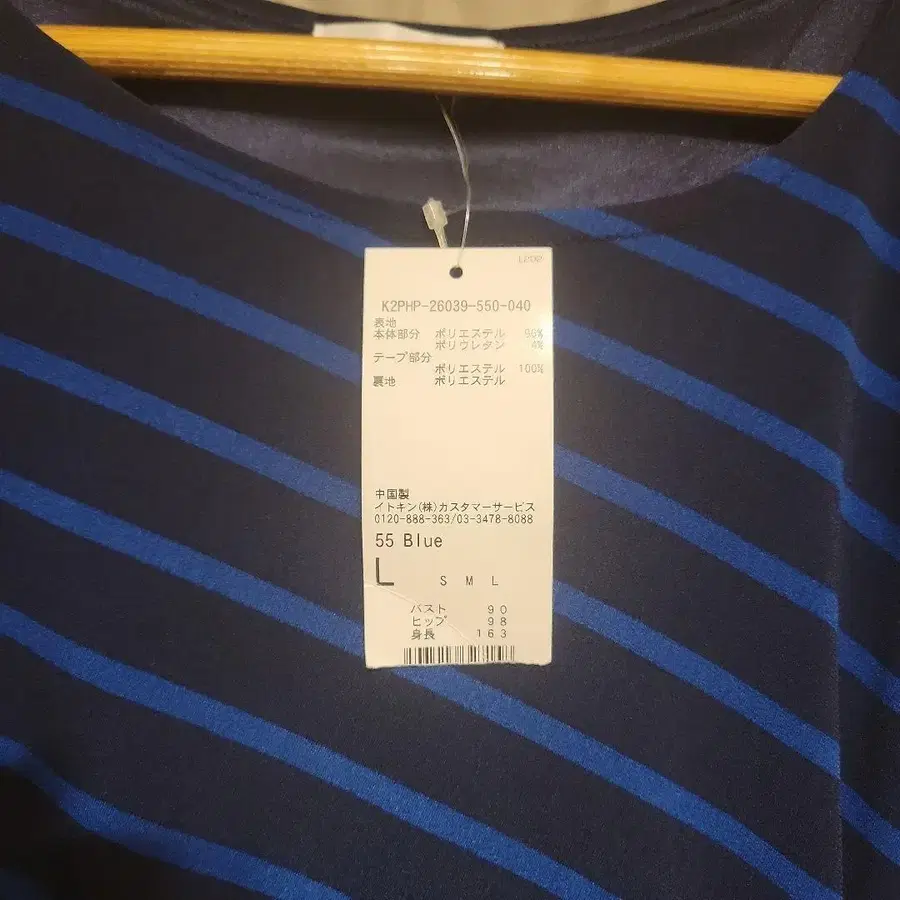 K2PHP-26039-550-040
表地
本体部分 ポリエステル 96%
ポリウレタン 4%
テープ部分
ポリエステル 100%
裏地 ポリエステル
中国製
イトキン(株)カスタマーサービス
0120-888-363/03-3478-8088
55 Blue
L S M L
バスト 90
ヒップ 98
身長 163